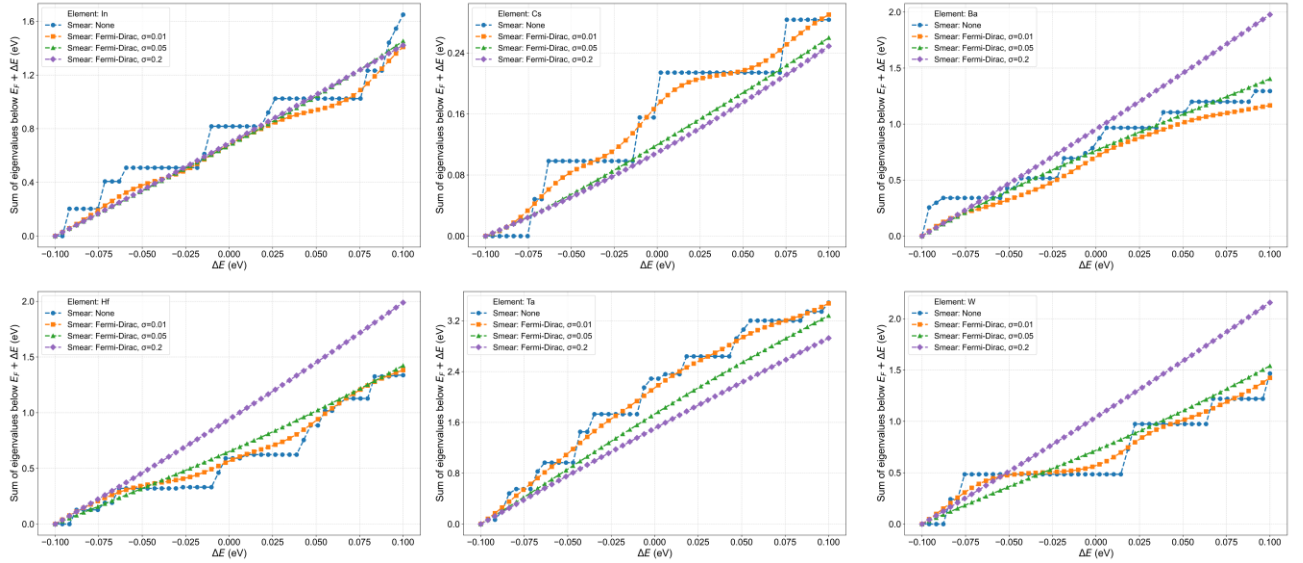 Element: In
Smear: None
Smear: Fermi-Dirac, σ=0.01
Smear: Fermi-Dirac, σ=0.05
Smear: Fermi-Dirac, σ=0.2
Sum of eigenvalues below E_F + ΔE (eV)
1.6
1.2
0.8
0.4
0.0
−0.100 −0.075 −0.050 −0.025 0.000 0.025 0.050 0.075 0.100
ΔE (eV)
Element: Cs
Smear: None
Smear: Fermi-Dirac, σ=0.01
Smear: Fermi-Dirac, σ=0.05
Smear: Fermi-Dirac, σ=0.2
Sum of eigenvalues below E_F + ΔE (eV)
0.24
0.16
0.08
0.00
−0.100 −0.075 −0.050 −0.025 0.000 0.025 0.050 0.075 0.100
ΔE (eV)
Element: Ba
Smear: None
Smear: Fermi-Dirac, σ=0.01
Smear: Fermi-Dirac, σ=0.05
Smear: Fermi-Dirac, σ=0.2
Sum of eigenvalues below E_F + ΔE (eV)
2.0
1.5
1.0
0.5
0.0
−0.100 −0.075 −0.050 −0.025 0.000 0.025 0.050 0.075 0.100
ΔE (eV)
Element: Hf
Smear: None
Smear: Fermi-Dirac, σ=0.01
Smear: Fermi-Dirac, σ=0.05
Smear: Fermi-Dirac, σ=0.2
Sum of eigenvalues below E_F + ΔE (eV)
2.0
1.5
1.0
0.5
0.0
−0.100 −0.075 −0.050 −0.025 0.000 0.025 0.050 0.075 0.100
ΔE (eV)
Element: Ta
Smear: None
Smear: Fermi-Dirac, σ=0.01
Smear: Fermi-Dirac, σ=0.05
Smear: Fermi-Dirac, σ=0.2
Sum of eigenvalues below E_F + ΔE (eV)
3.2
2.4
1.6
0.8
0.0
−0.100 −0.075 −0.050 −0.025 0.000 0.025 0.050 0.075 0.100
ΔE (eV)
Element: W
Smear: None
Smear: Fermi-Dirac, σ=0.01
Smear: Fermi-Dirac, σ=0.05
Smear: Fermi-Dirac, σ=0.2
Sum of eigenvalues below E_F + ΔE (eV)
2.0
1.5
1.0
0.5
0.0
−0.100 −0.075 −0.050 −0.025 0.000 0.025 0.050 0.075 0.100
ΔE (eV)